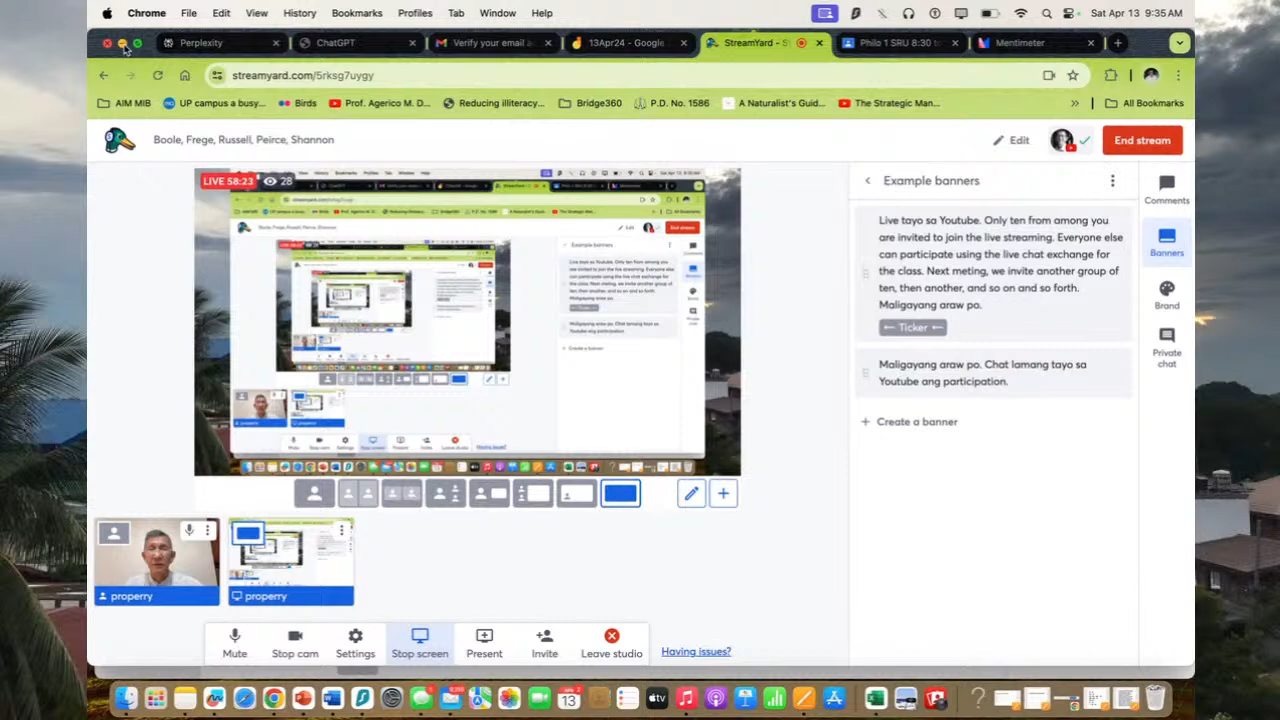 Chrome File Edit View History Bookmarks Profiles Tab Window Help Sat Apr 13 9:35 AM
Perplexity ChatGPT Verify your email a 13Apr24 - Google StreamYard - S Philo 1 SRU 8:30 to Mentimeter
streamyard.com/5rksg7uygy
AIM MIB UP campus a busy... Birds Prof. Agerico M. D... Reducing illiteracy... Bridge360 P.D. No. 1586 A Naturalist's Guid... The Strategic Man... » All Bookmarks
Boole, Frege, Russell, Peirce, Shannon Edit End stream
LIVE 58:23 28
Example banners
Live tayo sa Youtube. Only ten from among you
are invited to join the live streaming. Everyone else
can participate using the live chat exchange for
the class. Next meting, we invite another group of
ten, then another, and so on and so forth.
Maligayang araw po.
Ticker
Maligayang araw po. Chat lamang tayo sa
Youtube ang participation.
+ Create a banner
Comments
Banners
Brand
Private
chat
properry properry
Mute Stop cam Settings Stop screen Present Invite Leave studio Having issues?